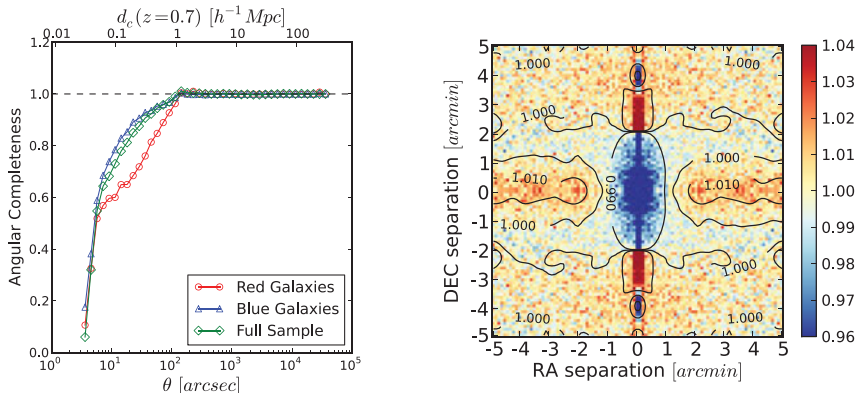 d_c(z=0.7) [h^{-1} Mpc]
0.01 0.1 1 10 100
1.2
1.0
0.8
0.6
0.4
0.2
0.0
Angular Completeness
Red Galaxies
Blue Galaxies
Full Sample
10^0 10^1 10^2 10^3 10^4 10^5
θ [arcsec]
5
4
3
2
1
0
-1
-2
-3
-4
-5
DEC separation [arcmin]
1.000 1.000
1.000
1.000
1.010 0.990 1.010
1.000 1.000
1.000
1.000 1.000
-5 -4 -3 -2 -1 0 1 2 3 4 5
RA separation [arcmin]
1.04
1.03
1.02
1.01
1.00
0.99
0.98
0.97
0.96